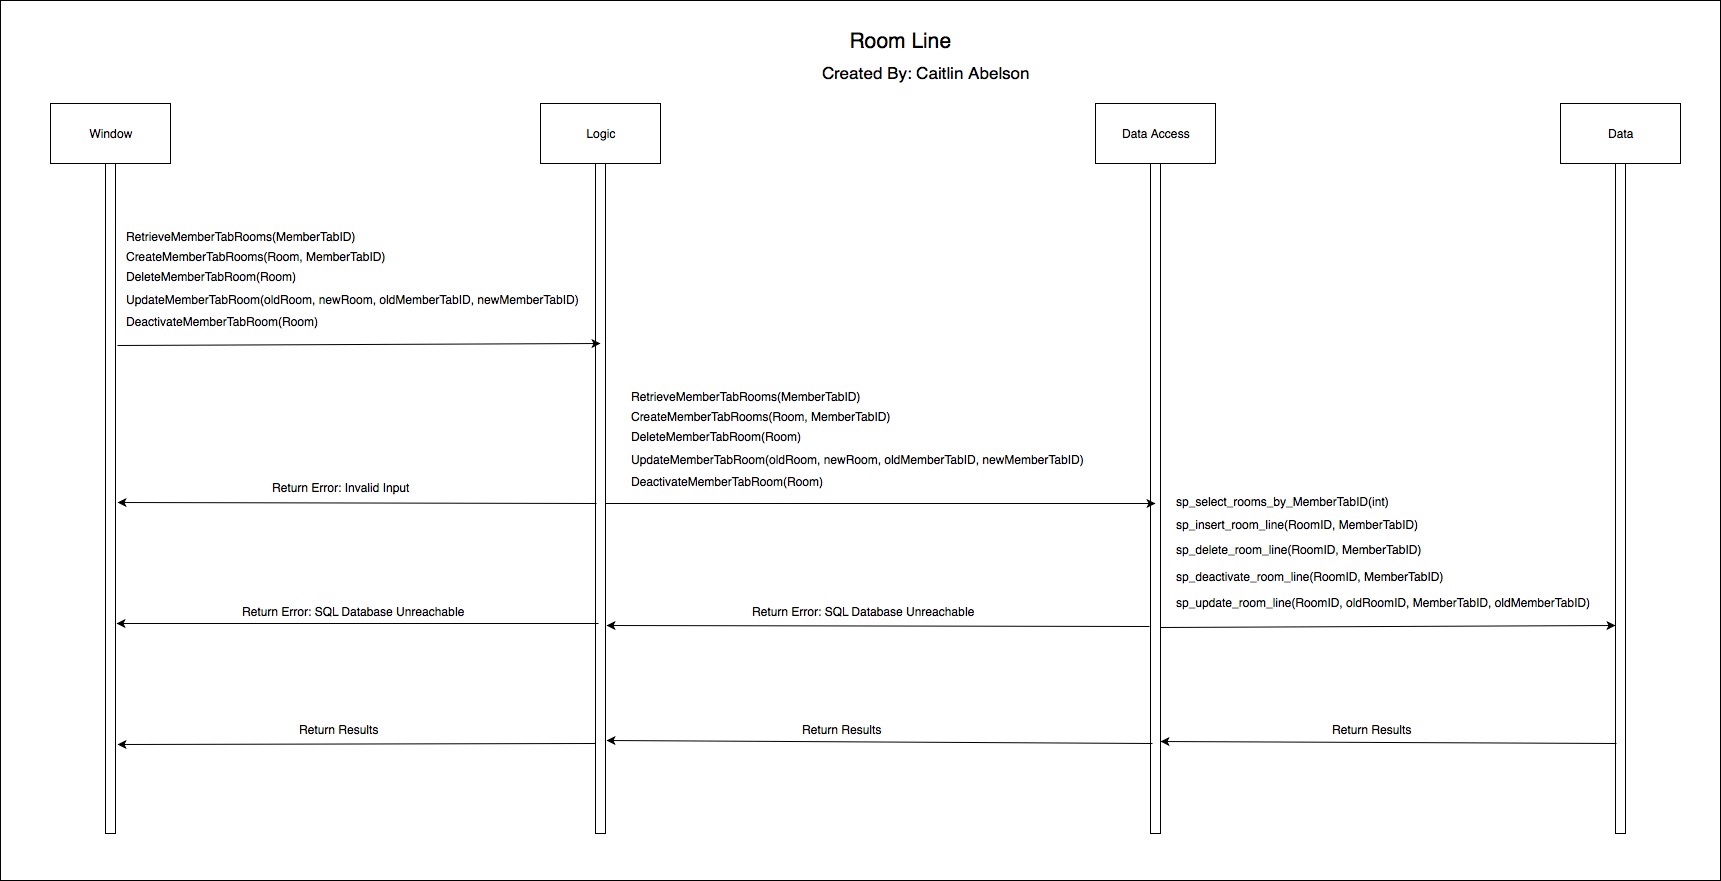 Room Line
Created By: Caitlin Abelson
Window
Logic
Data Access
Data
RetrieveMemberTabRooms(MemberTabID)
CreateMemberTabRooms(Room, MemberTabID)
DeleteMemberTabRoom(Room)
UpdateMemberTabRoom(oldRoom, newRoom, oldMemberTabID, newMemberTabID)
DeactivateMemberTabRoom(Room)
RetrieveMemberTabRooms(MemberTabID)
CreateMemberTabRooms(Room, MemberTabID)
DeleteMemberTabRoom(Room)
UpdateMemberTabRoom(oldRoom, newRoom, oldMemberTabID, newMemberTabID)
DeactivateMemberTabRoom(Room)
Return Error: Invalid Input
sp_select_rooms_by_MemberTabID(int)
sp_insert_room_line(RoomID, MemberTabID)
sp_delete_room_line(RoomID, MemberTabID)
sp_deactivate_room_line(RoomID, MemberTabID)
sp_update_room_line(RoomID, oldRoomID, MemberTabID, oldMemberTabID)
Return Error: SQL Database Unreachable
Return Error: SQL Database Unreachable
Return Results
Return Results
Return Results